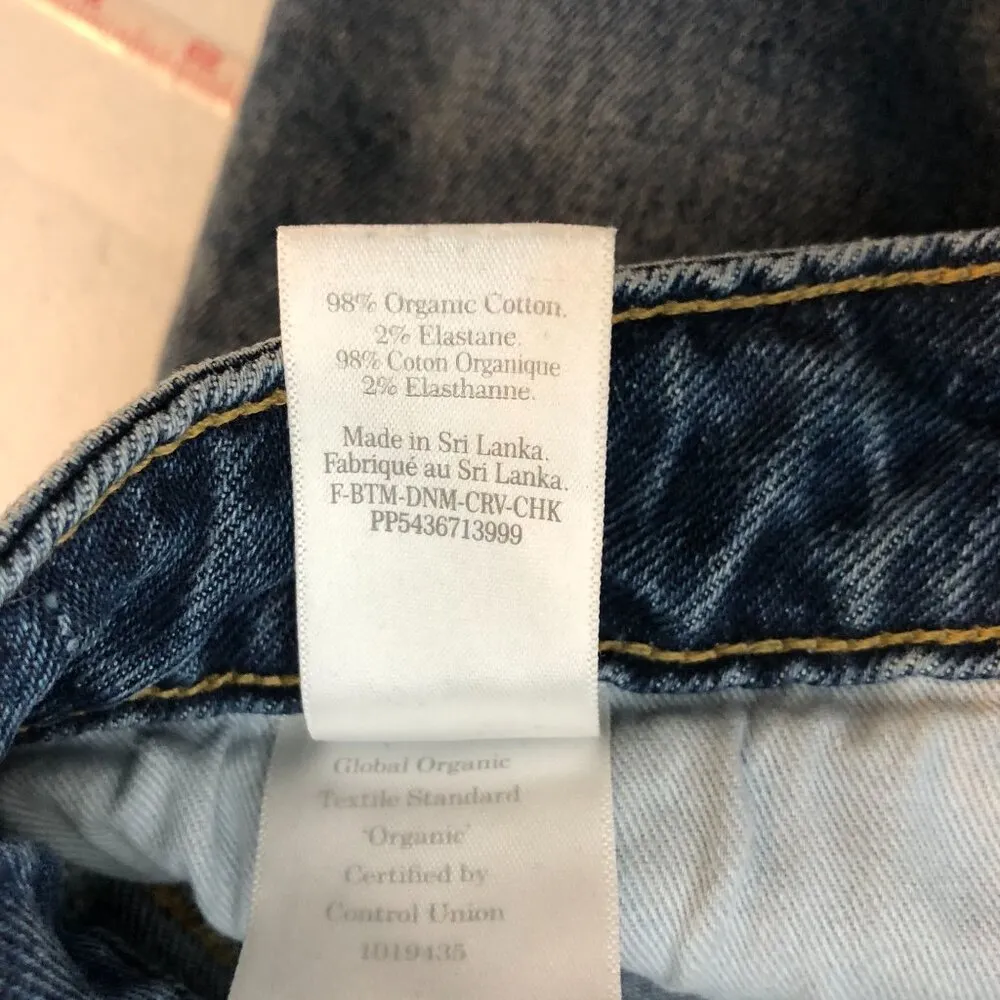 98% Organic Cotton.
2% Elastane.
98% Coton Organique
2% Elasthanne.
Made in Sri Lanka.
Fabriqué au Sri Lanka.
F-BTM-DNM-CRV-CHK
PP5436713999
Global Organic
Textile Standard
'Organic'
Certified by
Control Union
1019435